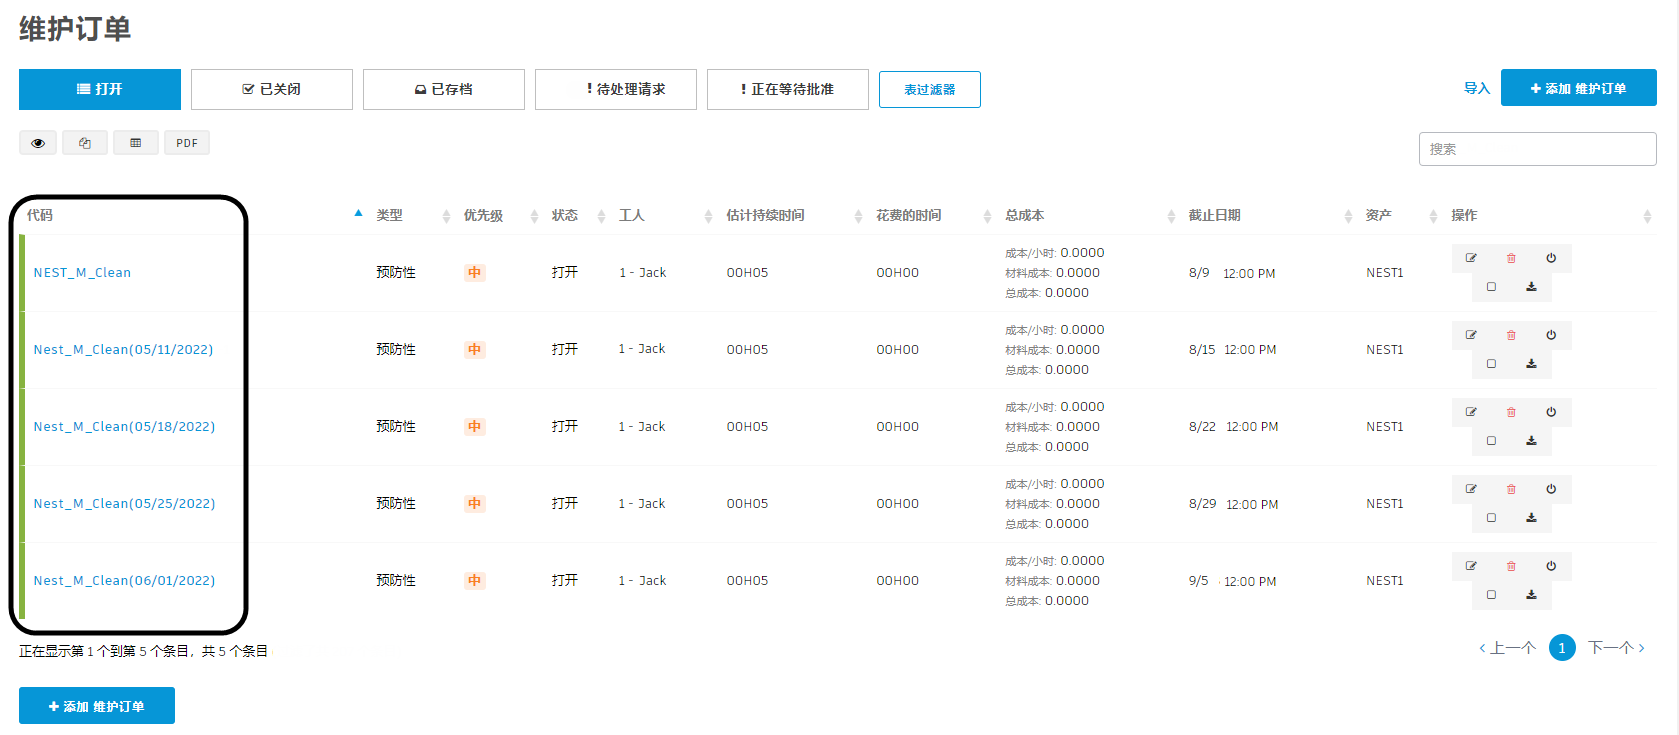 维护订单
打开 已关闭 已存档 ! 待处理请求 ! 正在等待批准 表过滤器 导入 + 添加 维护订单
PDF 搜索
代码 类型 优先级 状态 工人 估计持续时间 花费的时间 总成本 截止日期 资产 操作
成本/小时: 0.0000
NEST_M_Clean 预防性 中 打开 1 - Jack 00H05 00H00 材料成本: 0.0000 8/9 12:00 PM NEST1
总成本: 0.0000
成本/小时: 0.0000
Nest_M_Clean(05/11/2022) 预防性 中 打开 1 - Jack 00H05 00H00 材料成本: 0.0000 8/15 12:00 PM NEST1
总成本: 0.0000
成本/小时: 0.0000
Nest_M_Clean(05/18/2022) 预防性 中 打开 1 - Jack 00H05 00H00 材料成本: 0.0000 8/22 12:00 PM NEST1
总成本: 0.0000
成本/小时: 0.0000
Nest_M_Clean(05/25/2022) 预防性 中 打开 1 - Jack 00H05 00H00 材料成本: 0.0000 8/29 12:00 PM NEST1
总成本: 0.0000
成本/小时: 0.0000
Nest_M_Clean(06/01/2022) 预防性 中 打开 1 - Jack 00H05 00H00 材料成本: 0.0000 9/5 12:00 PM NEST1
总成本: 0.0000
正在显示第 1 个到第 5 个条目，共 5 个条目 ‹ 上一个 1 下一个 ›
+ 添加 维护订单